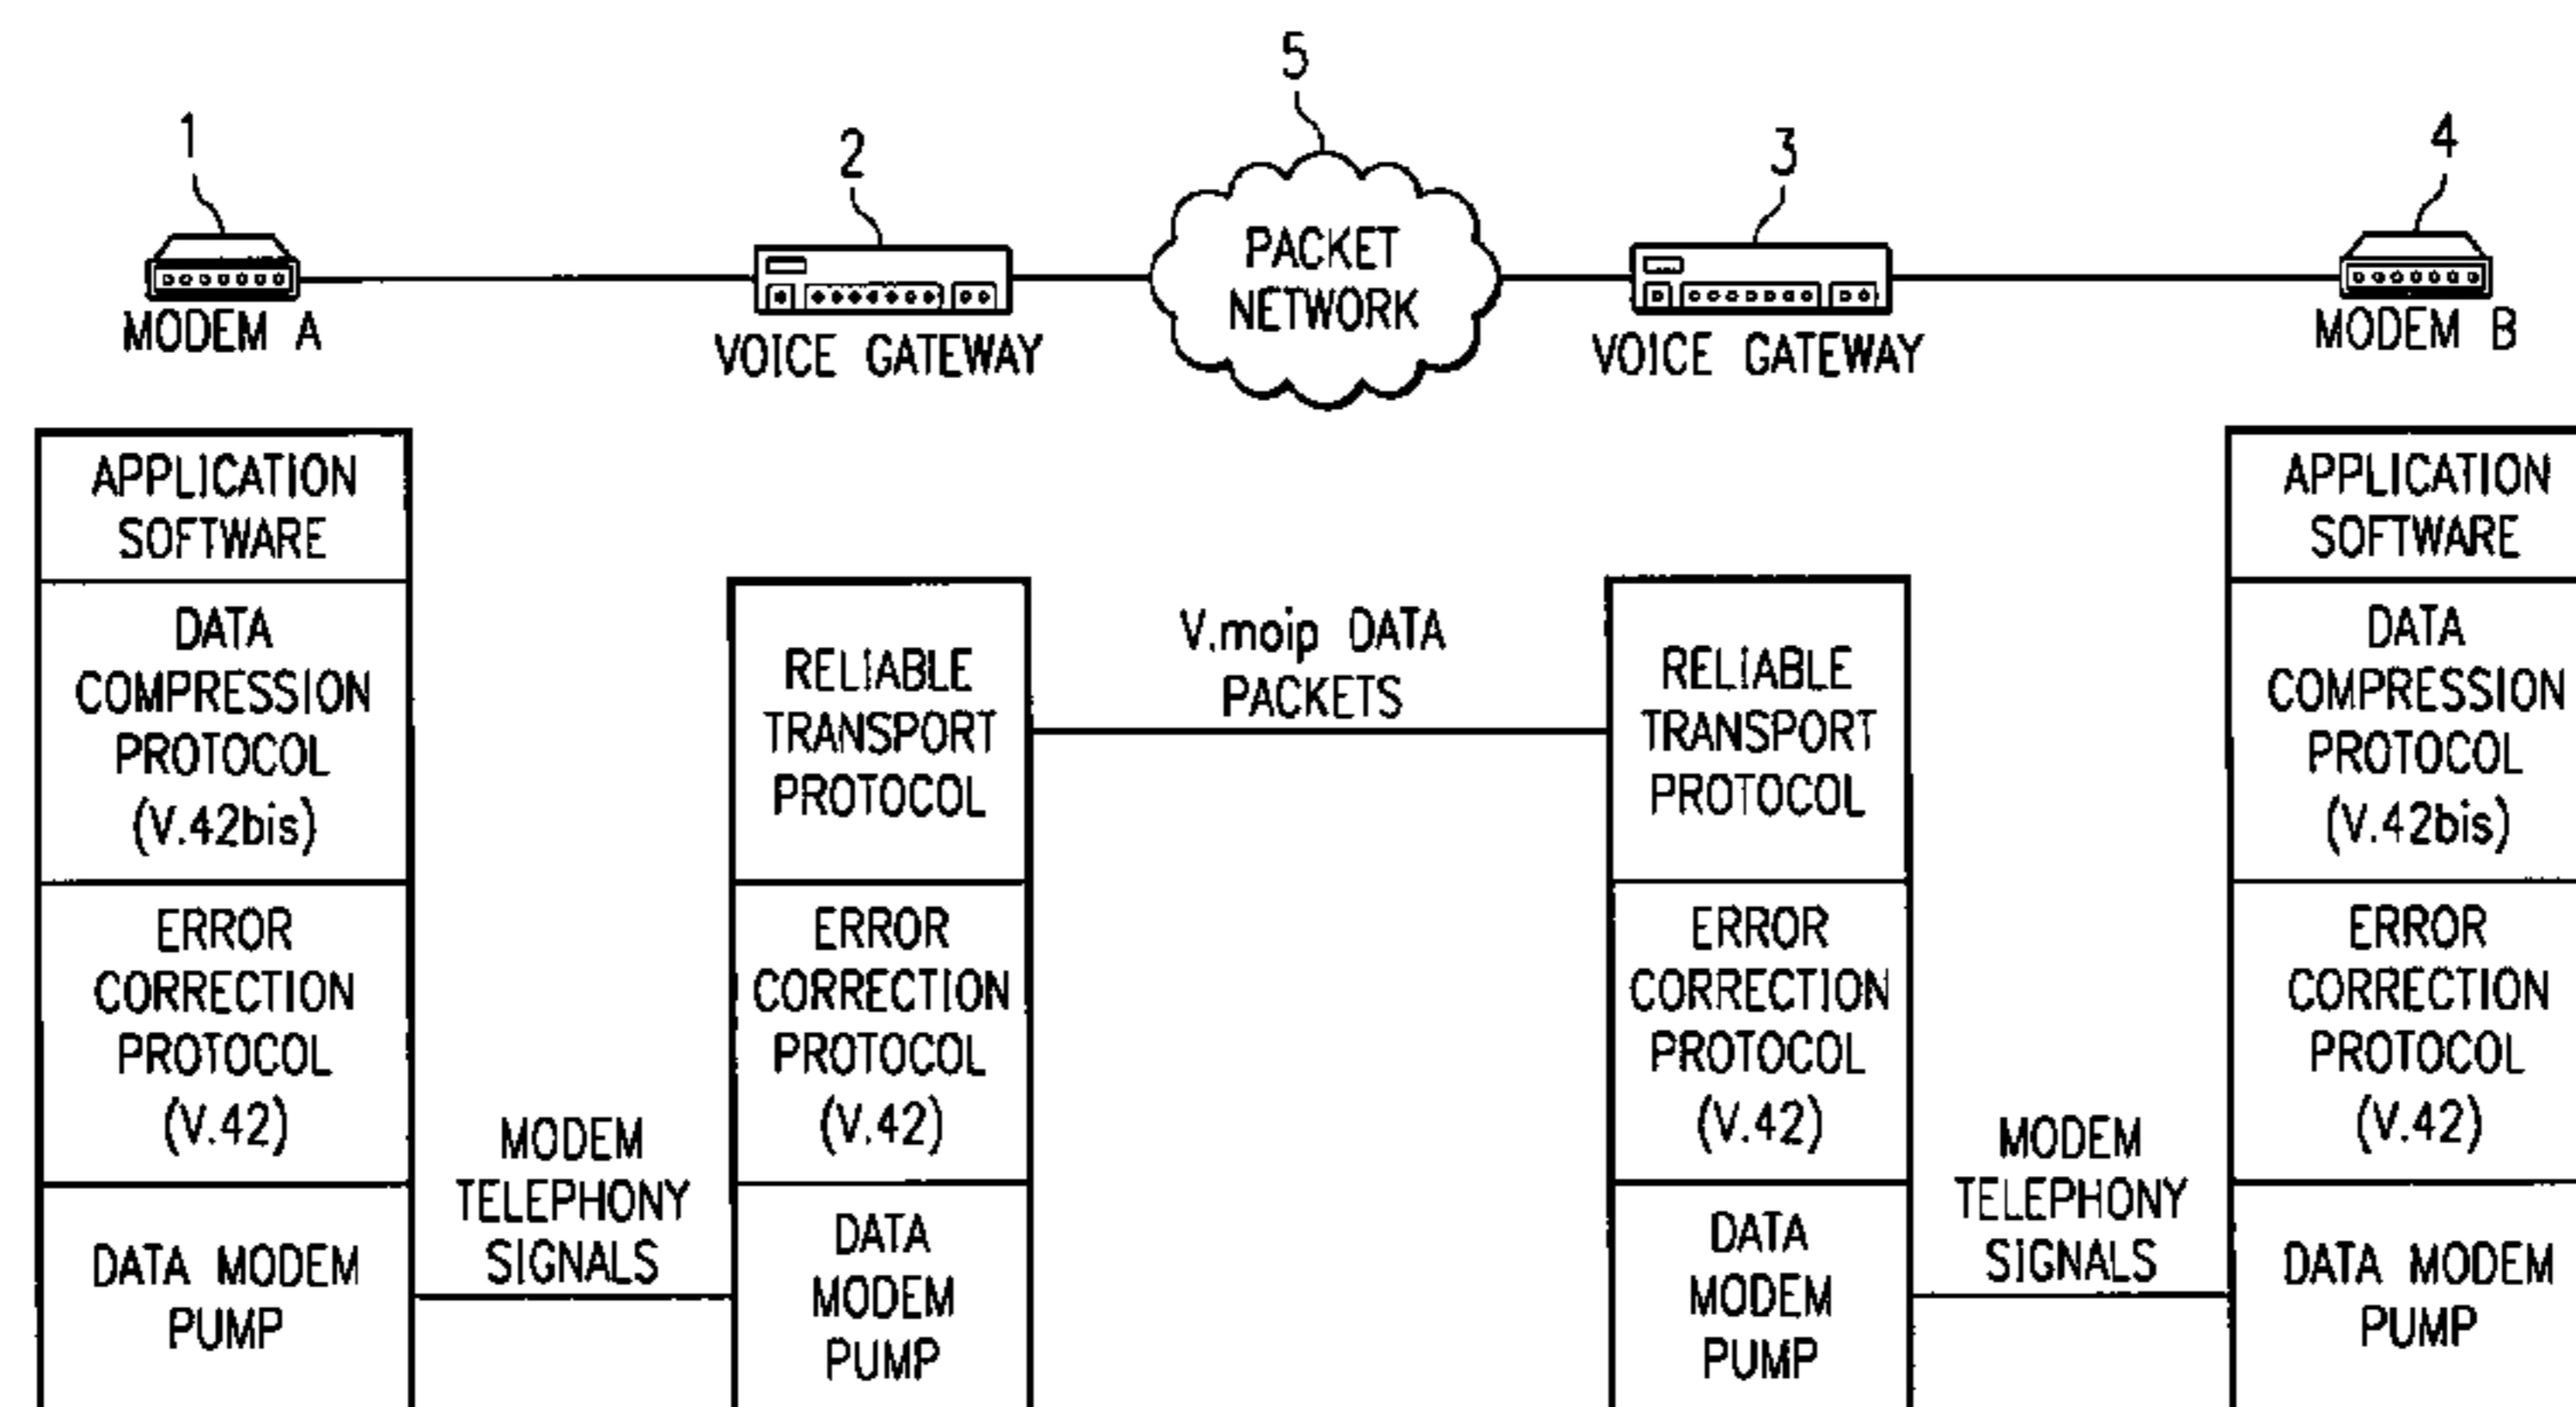 5
1
2
3
4
PACKET
NETWORK
MODEM A
VOICE GATEWAY
VOICE GATEWAY
MODEM B
APPLICATION
SOFTWARE
DATA
COMPRESSION
PROTOCOL
(V.42bis)
ERROR
CORRECTION
PROTOCOL
(V.42)
DATA MODEM
PUMP
MODEM
TELEPHONY
SIGNALS
RELIABLE
TRANSPORT
PROTOCOL
ERROR
CORRECTION
PROTOCOL
(V.42)
DATA
MODEM
PUMP
V.moip DATA
PACKETS
RELIABLE
TRANSPORT
PROTOCOL
ERROR
CORRECTION
PROTOCOL
(V.42)
DATA
MODEM
PUMP
MODEM
TELEPHONY
SIGNALS
APPLICATION
SOFTWARE
DATA
COMPRESSION
PROTOCOL
(V.42bis)
ERROR
CORRECTION
PROTOCOL
(V.42)
DATA MODEM
PUMP